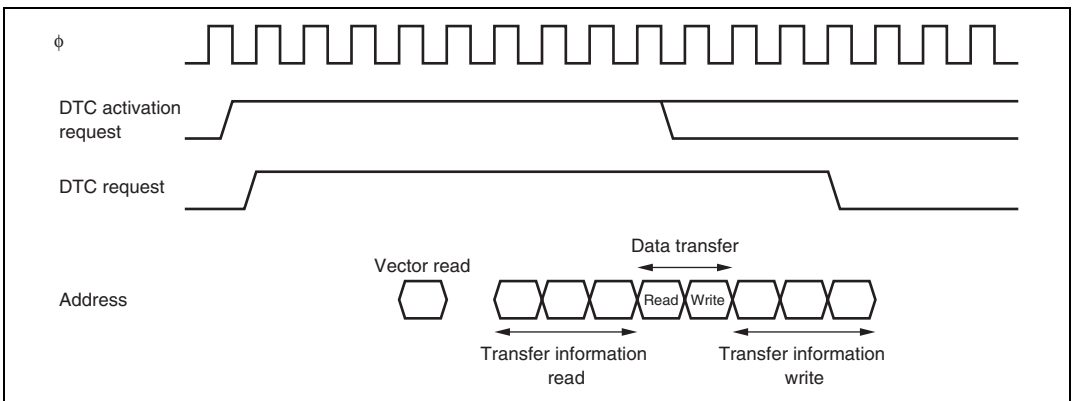 φ
DTC activation
request
DTC request
Data transfer
Vector read
Address
Read Write
Transfer information
read
Transfer information
write